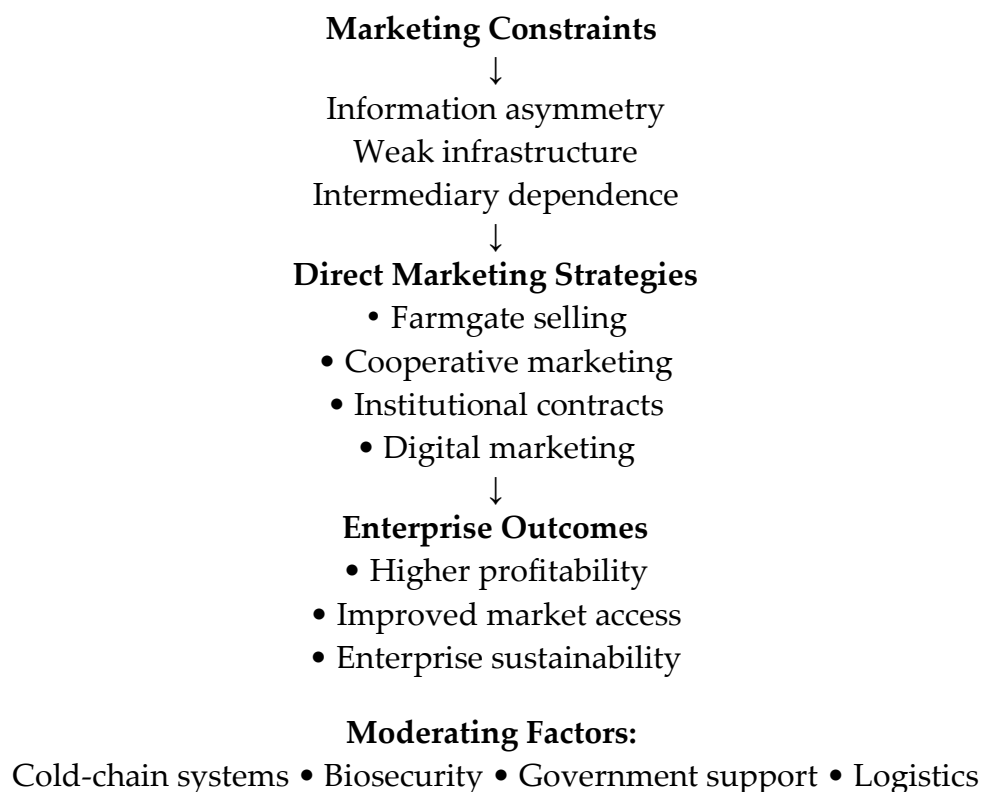 Marketing Constraints
↓
Information asymmetry
Weak infrastructure
Intermediary dependence
↓
Direct Marketing Strategies
• Farmgate selling
• Cooperative marketing
• Institutional contracts
• Digital marketing
↓
Enterprise Outcomes
• Higher profitability
• Improved market access
• Enterprise sustainability
Moderating Factors:
Cold-chain systems • Biosecurity • Government support • Logistics